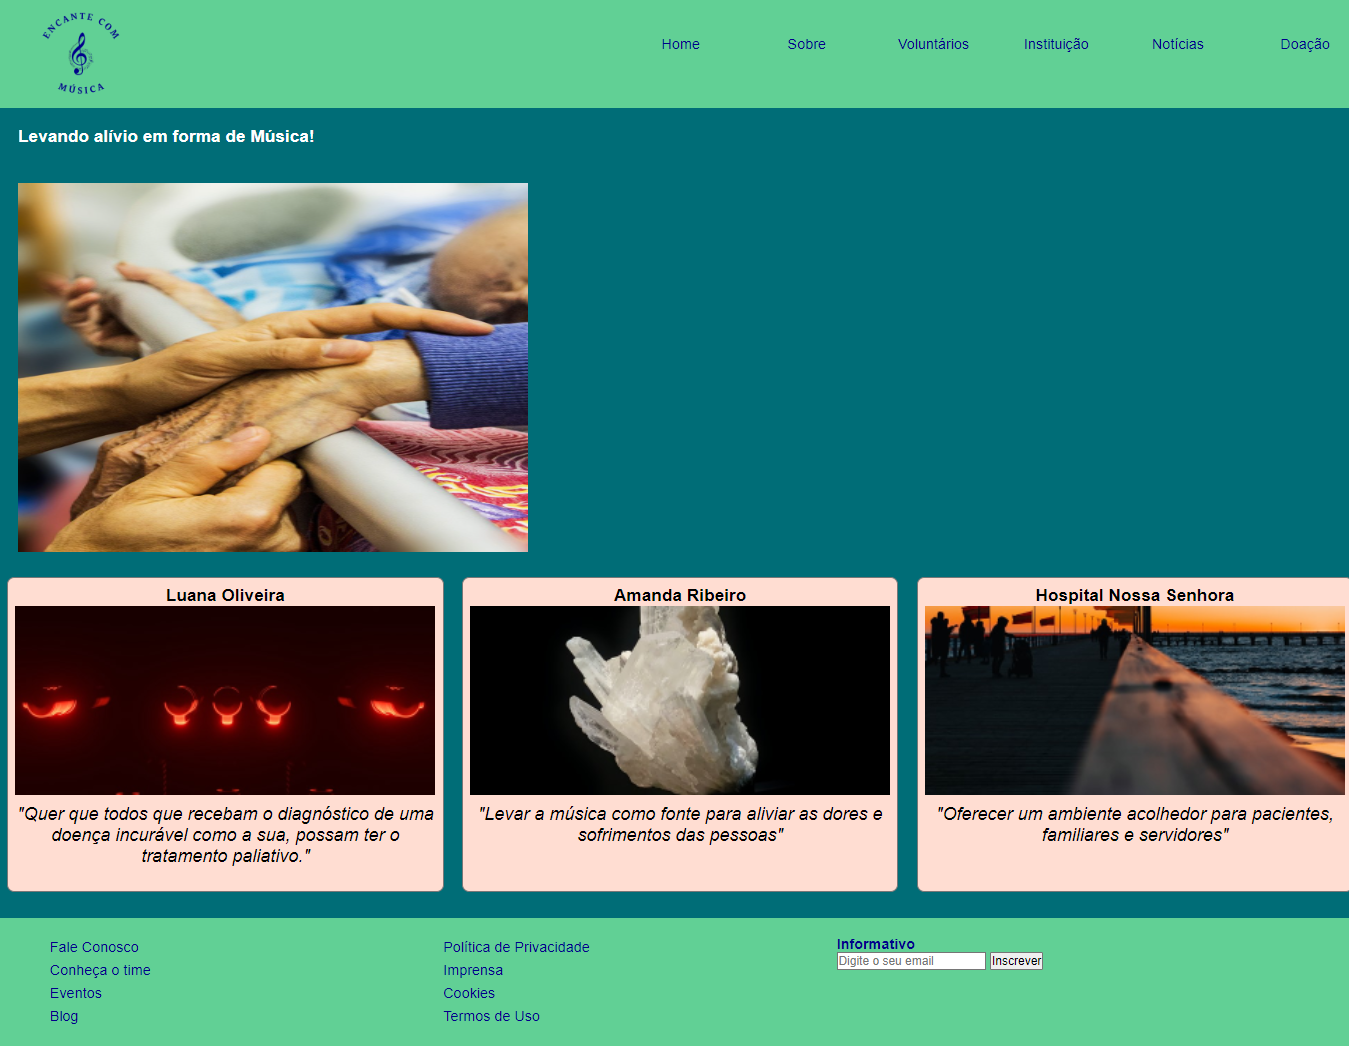 ENCANTE COM
MÚSICA
Home
Sobre
Voluntários
Instituição
Notícias
Doação
Levando alívio em forma de Música!
Luana Oliveira
"Quer que todos que recebam o diagnóstico de uma
doença incurável como a sua, possam ter o
tratamento paliativo."
Amanda Ribeiro
"Levar a música como fonte para aliviar as dores e
sofrimentos das pessoas"
Hospital Nossa Senhora
"Oferecer um ambiente acolhedor para pacientes,
familiares e servidores"
Fale Conosco
Conheça o time
Eventos
Blog
Política de Privacidade
Imprensa
Cookies
Termos de Uso
Informativo
Digite o seu email
Inscrever